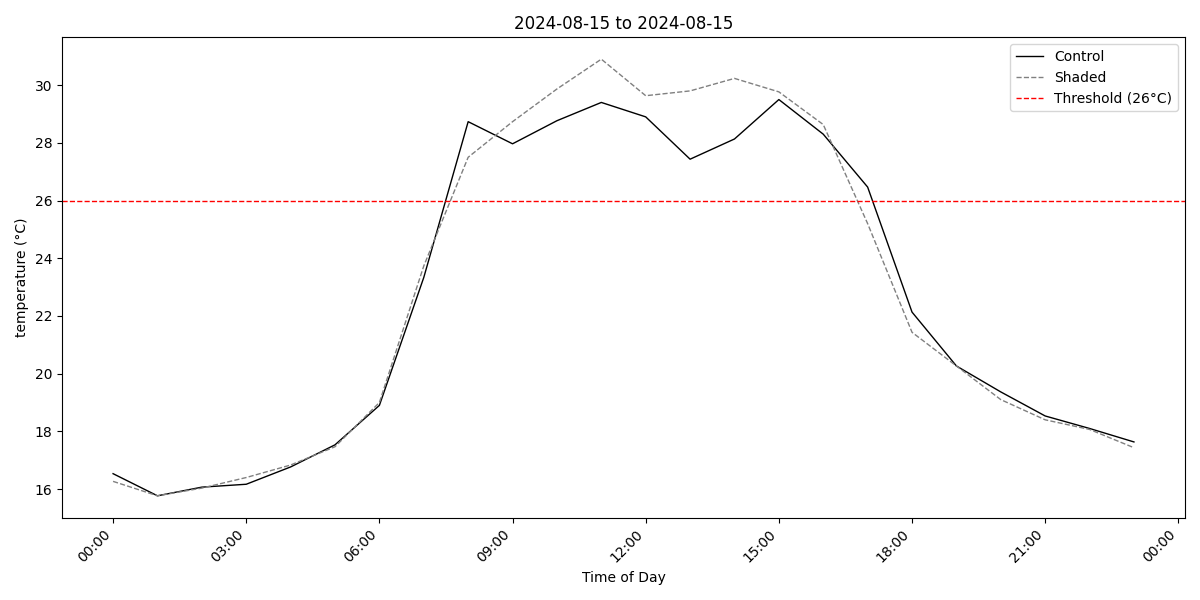 2024-08-15 to 2024-08-15
Control
Shaded
Threshold (26°C)
temperature (°C)
30
28
26
24
22
20
18
16
00:00
03:00
06:00
09:00
12:00
15:00
18:00
21:00
00:00
Time of Day